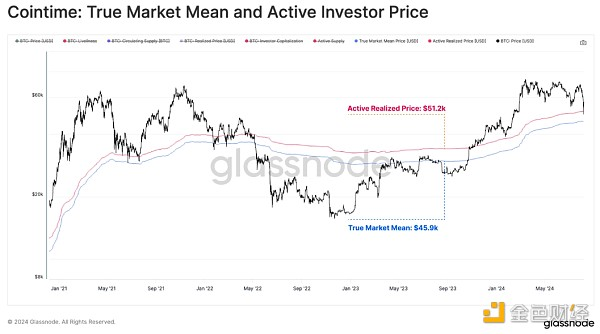 Cointime: True Market Mean and Active Investor Price
BTC: Price [USD] BTC: Liveliness BTC: Circulating Supply [BTC] BTC: Realized Price [USD] BTC: Investor Capitalization Active Supply True Market Mean Price [USD] Active Realized Price [USD] BTC: Price [USD]
$60k
Active Realized Price: $51.2k
glassnode
$20k
True Market Mean: $45.9k
$8k
Jan '21 May '21 Sep '21 Jan '22 May '22 Sep '22 Jan '23 May '23 Sep '23 Jan '24 May '24
© 2024 Glassnode. All Rights Reserved.
glassnode
金色财经